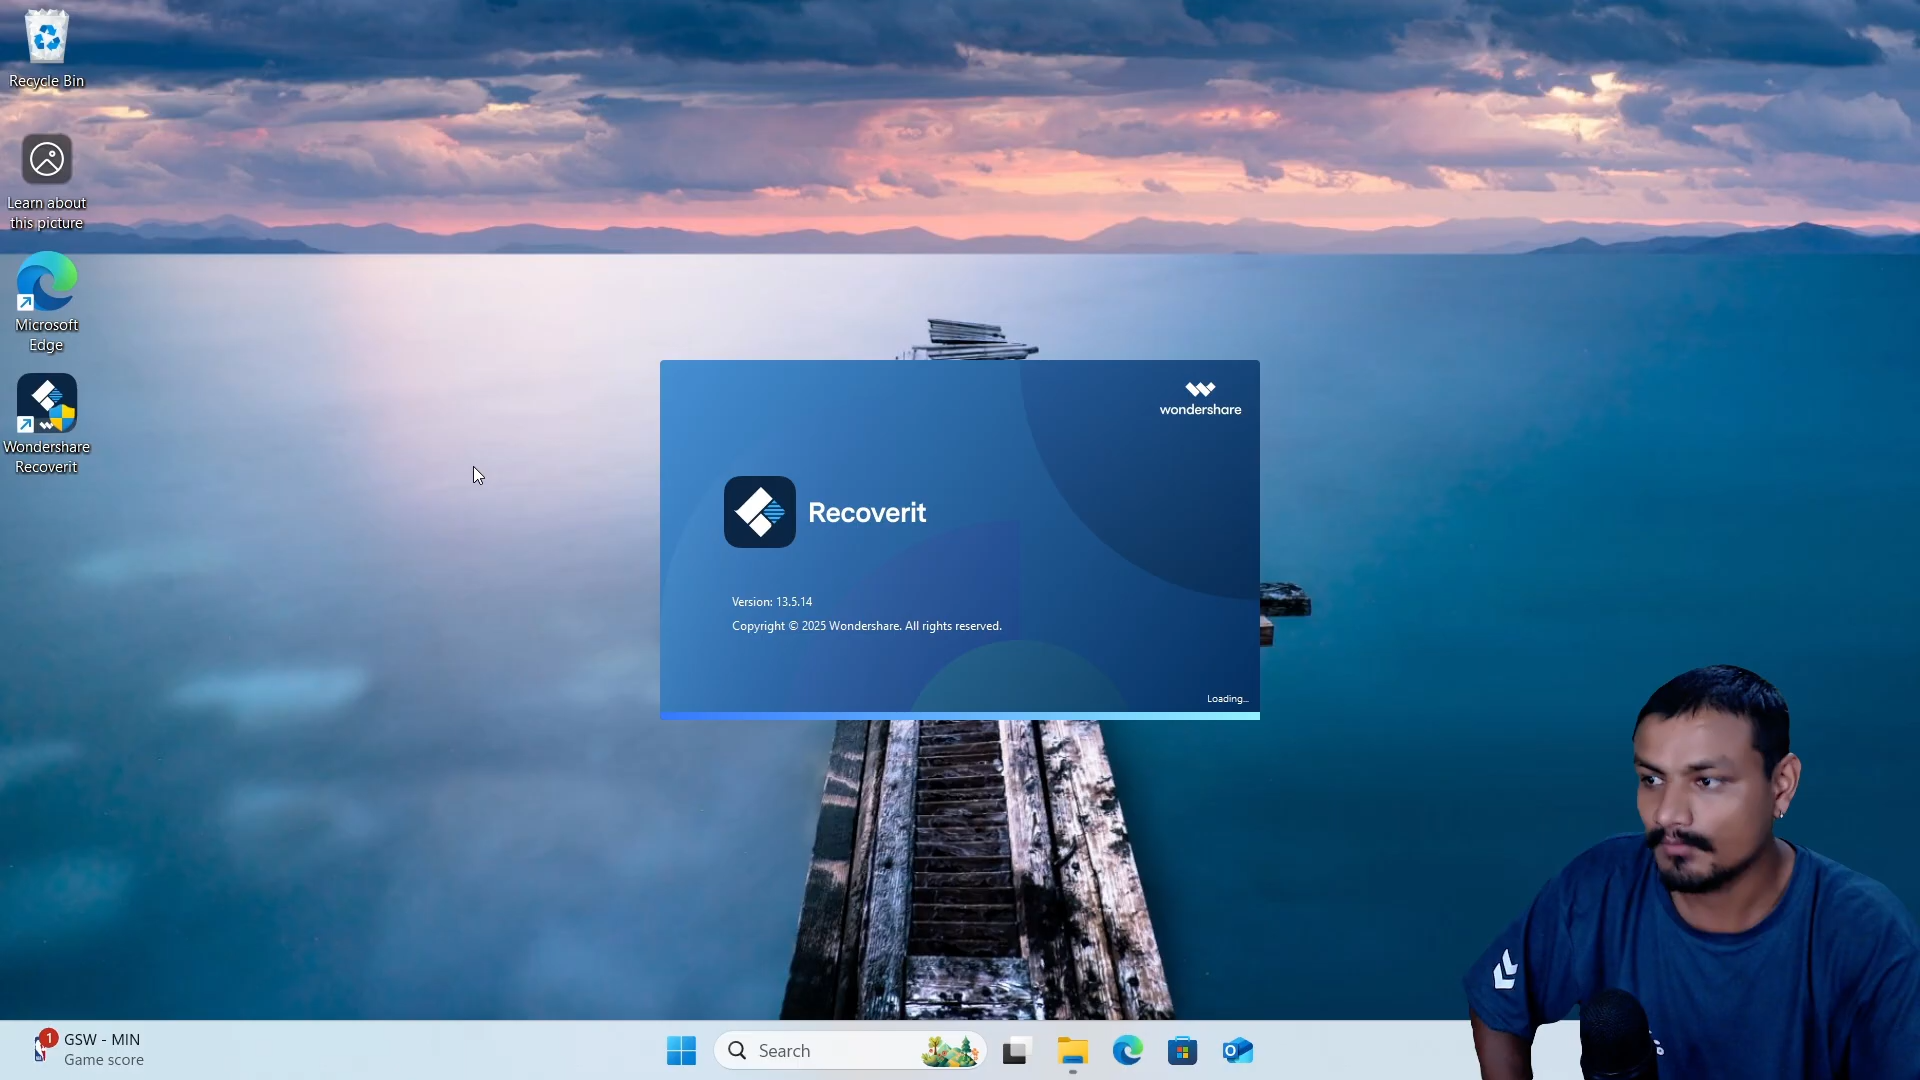 Recycle Bin
Learn about
this picture
Microsoft
Edge
Wondershare
Recoverit
wondershare
Recoverit
Version: 13.5.14
Copyright © 2025 Wondershare. All rights reserved.
Loading...
1
GSW - MIN
Game score
Search